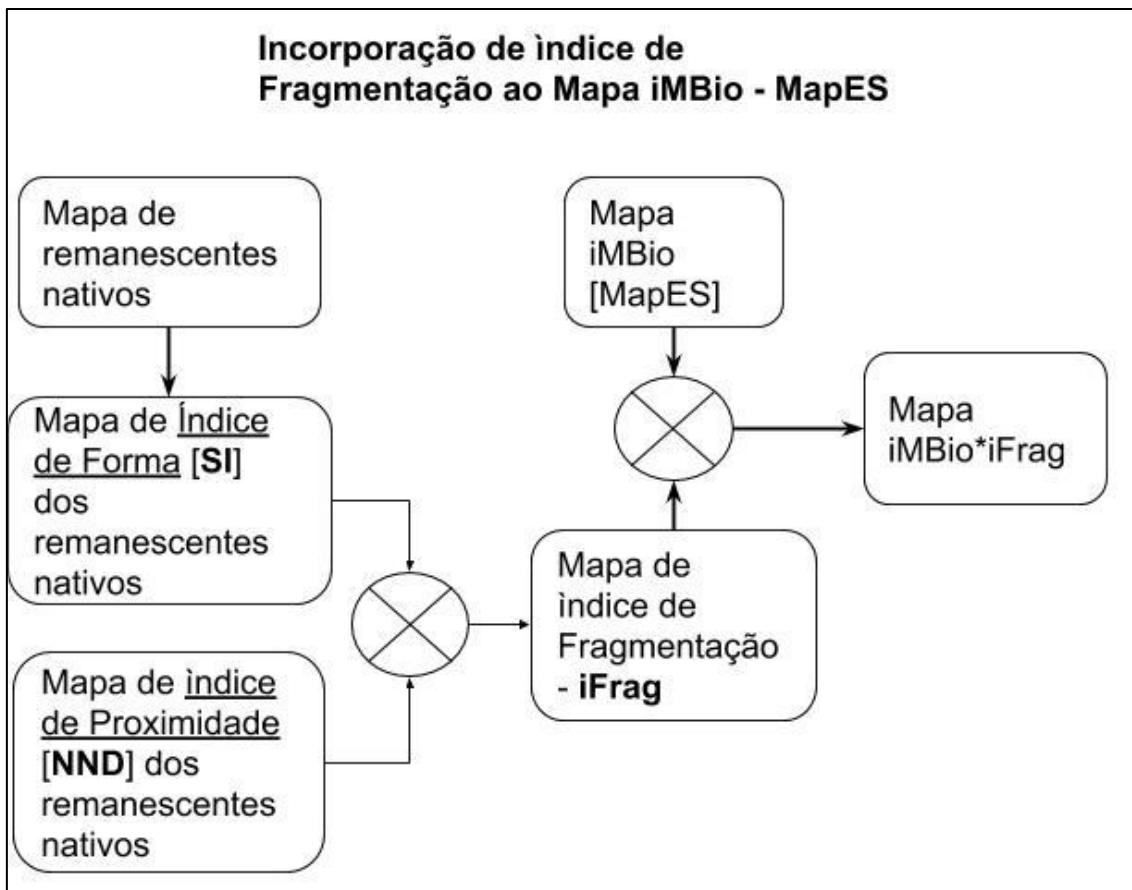 Incorporação de ìndice de
Fragmentação ao Mapa iMBio - MapES
Mapa de
remanescentes
nativos
Mapa
iMBio
[MapES]
Mapa de Índice
de Forma [SI]
dos
remanescentes
nativos
Mapa
iMBio*iFrag
Mapa de
ìndice de
Fragmentação
- iFrag
Mapa de ìndice
de Proximidade
[NND] dos
remanescentes
nativos